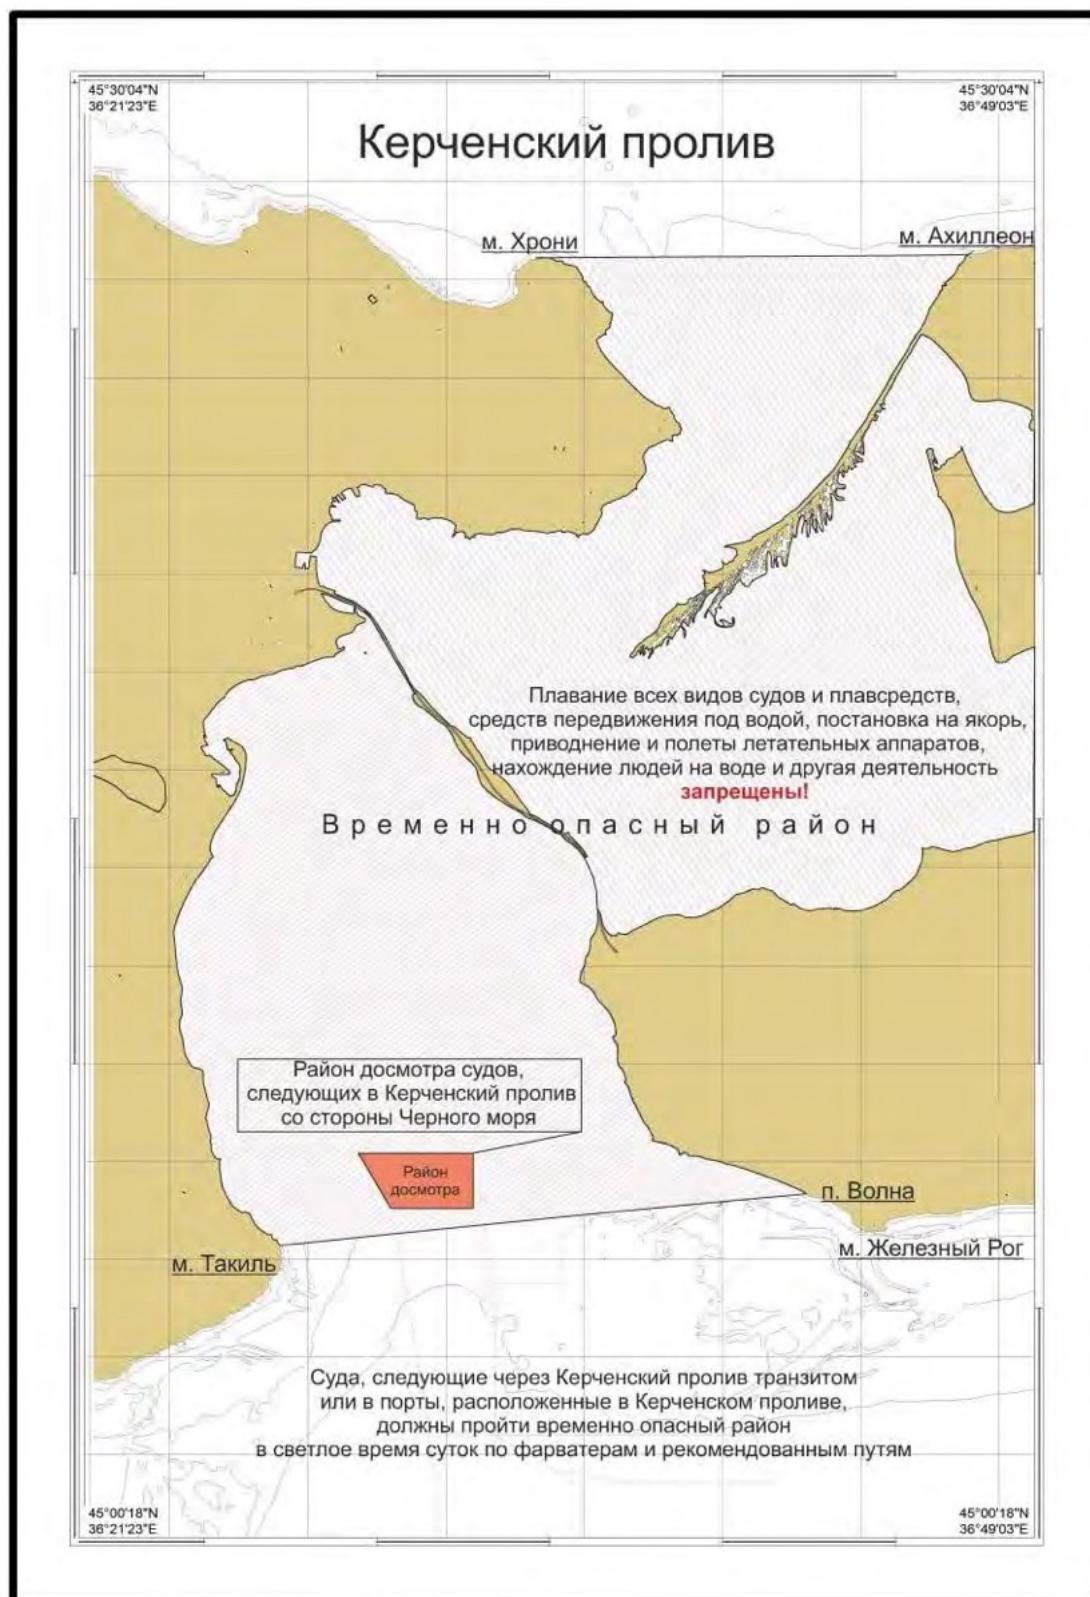 45°30'04"N
36°21'23"E
45°30'04"N
36°49'03"E
Керченский пролив
м. Хрони
м. Ахиллеон
Плавание всех видов судов и плавсредств,
средств передвижения под водой, постановка на якорь,
приводнение и полеты летательных аппаратов,
нахождение людей на воде и другая деятельность
запрещены!
Временно опасный район
Район досмотра судов,
следующих в Керченский пролив
со стороны Черного моря
Район
досмотра
п. Волна
м. Железный Рог
м. Такиль
Суда, следующие через Керченский пролив транзитом
или в порты, расположенные в Керченском проливе,
должны пройти временно опасный район
в светлое время суток по фарватерам и рекомендованным путям
45°00'18"N
36°21'23"E
45°00'18"N
36°49'03"E